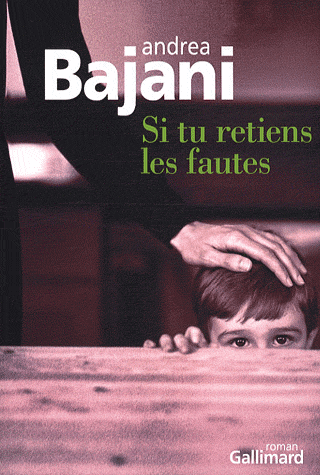 andrea
Bajani
Si tu retiens
les fautes
roman
Gallimard